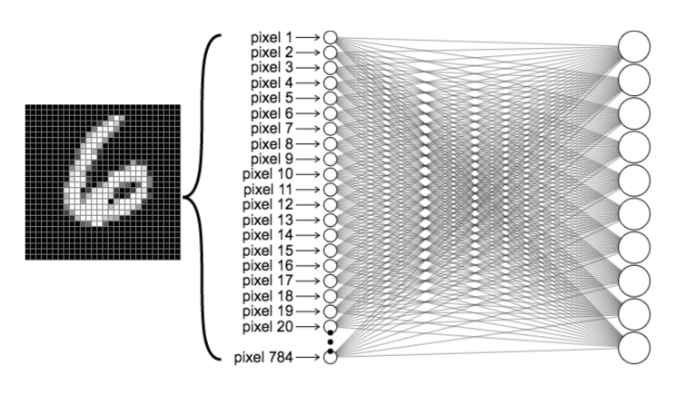 pixel 1
pixel 2
pixel 3
pixel 4
pixel 5
pixel 6
pixel 7
pixel 8
pixel 9
pixel 10
pixel 11
pixel 12
pixel 13
pixel 14
pixel 15
pixel 16
pixel 17
pixel 18
pixel 19
pixel 20
pixel 784